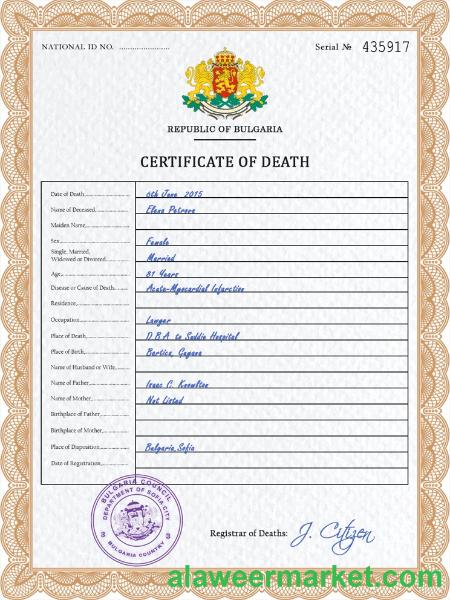 NATIONAL ID NO. ........................
Serial № 435917
REPUBLIC OF BULGARIA
CERTIFICATE OF DEATH
Date of Death 6th June 2015
Name of Deceased Elena Petrova
Maiden Name
Sex Female
Single, Married,
Widowed or Divorced Married
Age 81 Years
Disease or Cause of Death Acute-Myocardial Infarction
Residence
Occupation Lawyer
Place of Death D.B.A. to Suddie Hospital
Place of Birth Bartica, Guyana
Name of Husband or Wife
Name of Father Isaac C. Knowlton
Name of Mother Not Listed
Birthplace of Father
Birthplace of Mother
Place of Disposition Bulgaria, Sofia
Date of Registration
BULGARIA COUNCIL
DEPARTMENT OF SOFIA CITY
BULGARIA COUNTRY
Registrar of Deaths: J. Citizen
alaweermarket.com